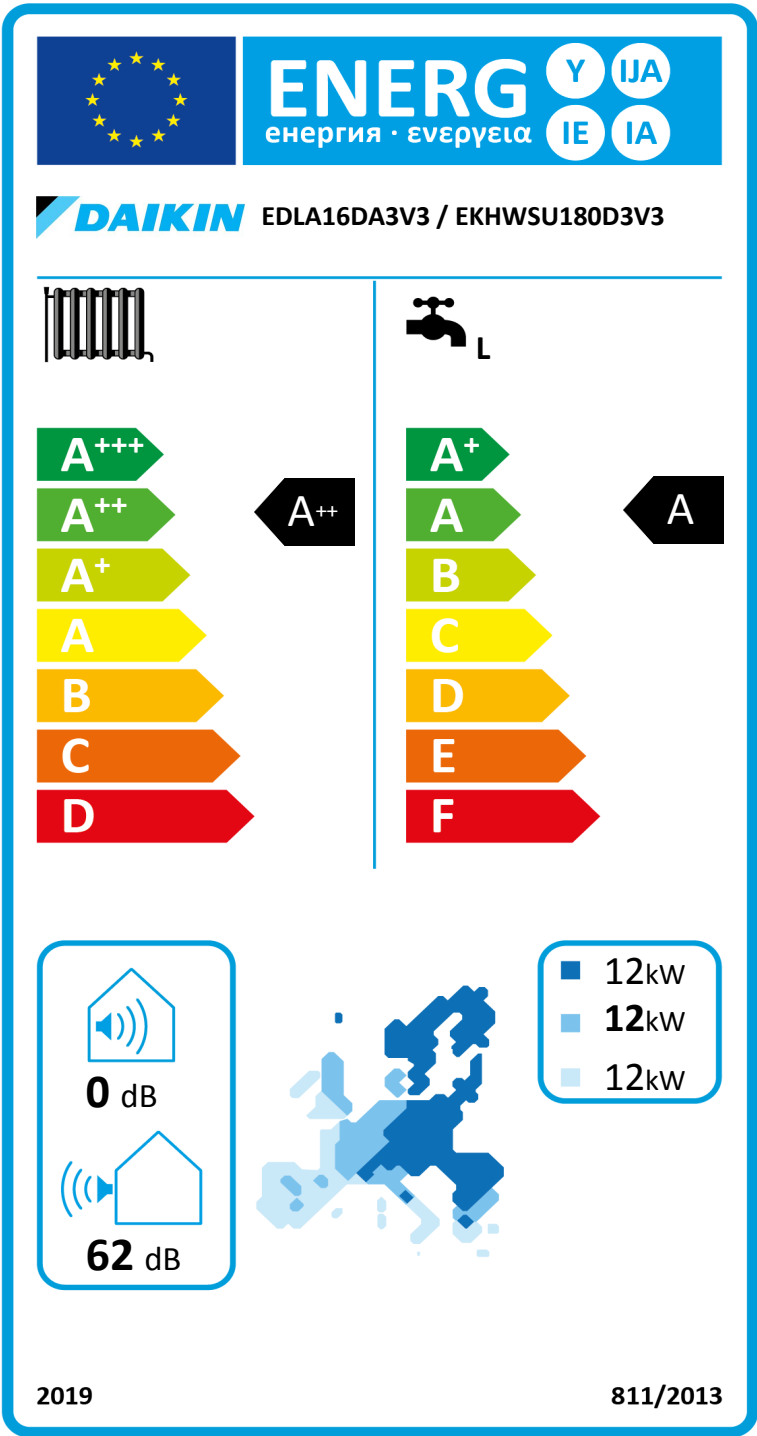 ENERG Y IJA
енергия · ενεργεια IE IA
DAIKIN EDLA16DA3V3 / EKHWSU180D3V3
L
A+++
A++
A+
A
B
C
D
A++
A+
A
B
C
D
E
F
A
0 dB
62 dB
12kW
12kW
12kW
2019
811/2013